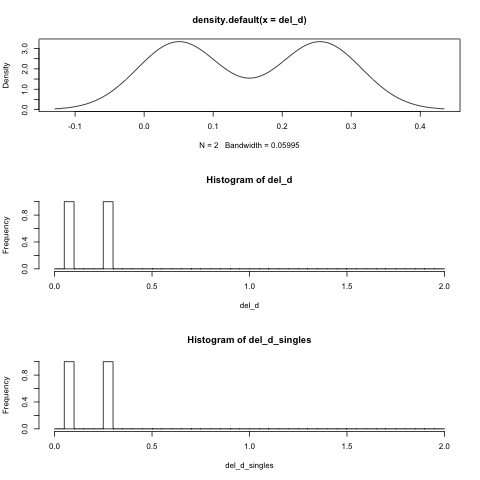 density.default(x = del_d)
Density
0.0 1.0 2.0 3.0
-0.1 0.0 0.1 0.2 0.3 0.4
N = 2 Bandwidth = 0.05995
Histogram of del_d
Frequency
0.0 0.4 0.8
0.0 0.5 1.0 1.5 2.0
del_d
Histogram of del_d_singles
Frequency
0.0 0.4 0.8
0.0 0.5 1.0 1.5 2.0
del_d_singles